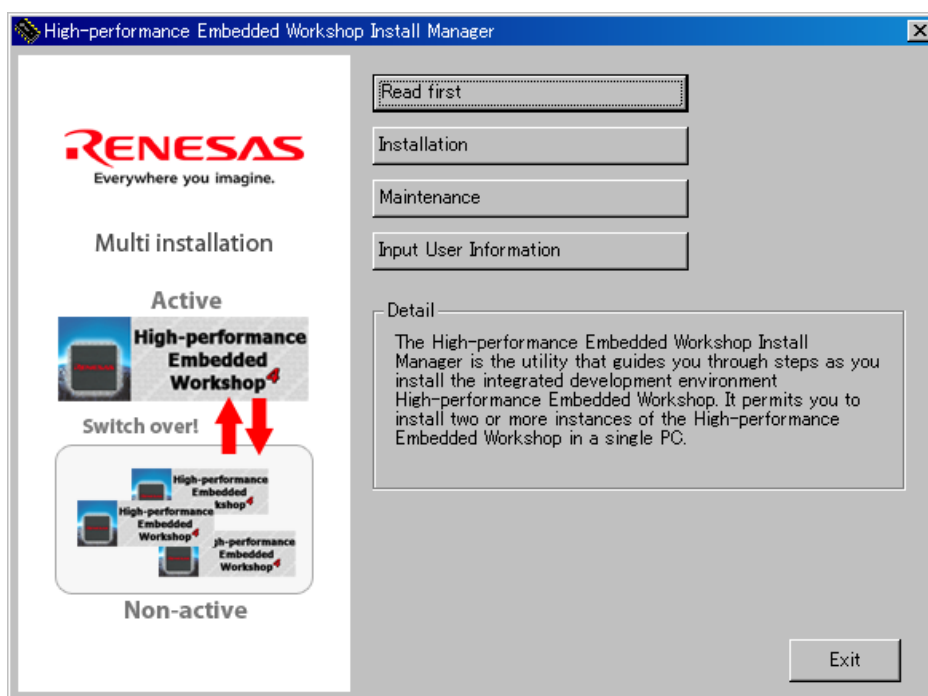 High-performance Embedded Workshop Install Manager
RENESAS
Everywhere you imagine.
Multi installation
Active
RENESAS
High-performance
Embedded
Workshop4
Switch over!
High-performance
Embedded
kshop4
High-performance
Embedded
Workshop4
gh-performance
Embedded
Workshop4
Non-active
Read first
Installation
Maintenance
Input User Information
Detail
The High-performance Embedded Workshop Install
Manager is the utility that guides you through steps as you
install the integrated development environment
High-performance Embedded Workshop. It permits you to
install two or more instances of the High-performance
Embedded Workshop in a single PC.
Exit